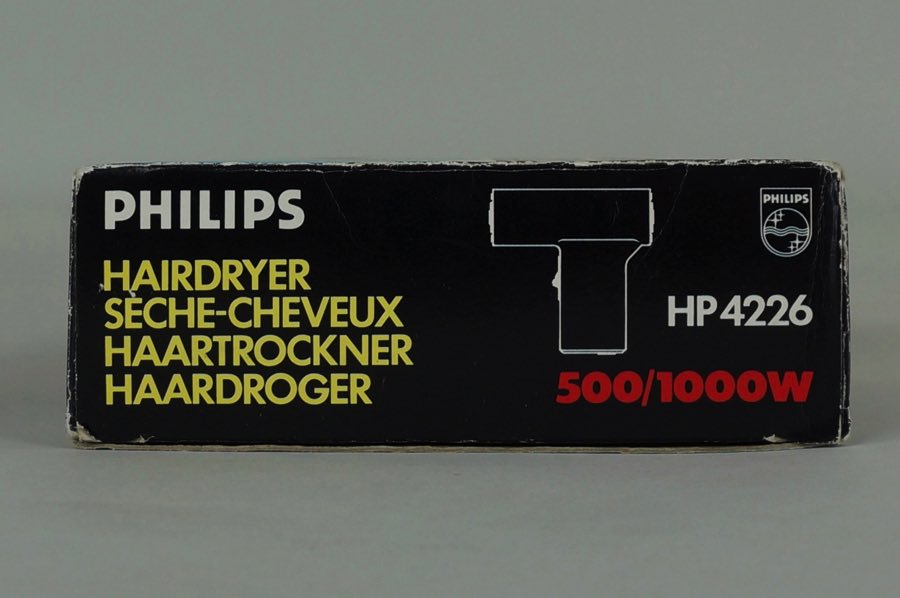 PHILIPS
HAIRDRYER
SÈCHE-CHEVEUX
HAARTROCKNER
HAARDROGER
PHILIPS
HP 4226
500/1000W